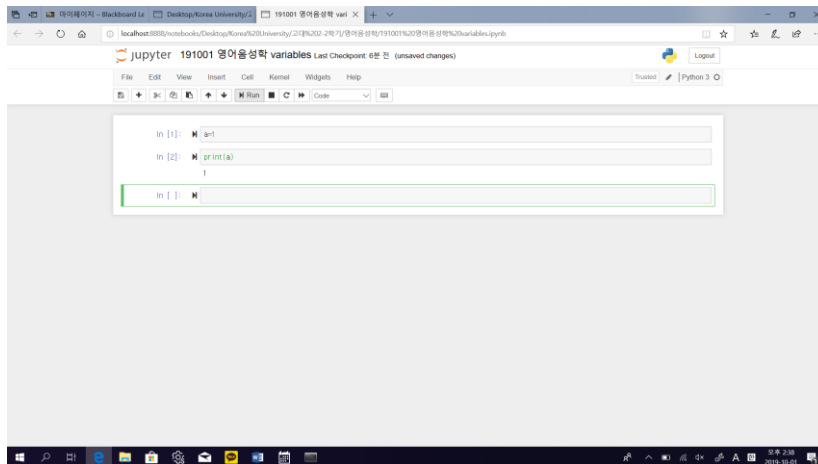 마이페이지 – Blackboard Le
Desktop/Korea University/고
191001 영어음성학 vari
localhost:8888/notebooks/Desktop/Korea%20University/고대%202-2학기/영어음성학/191001%20영어음성학%20variables.ipynb
jupyter 191001 영어음성학 variables Last Checkpoint: 6분 전 (unsaved changes)
Logout
File Edit View Insert Cell Kernel Widgets Help
Trusted Python 3
Run Code
In [1]: a=1
In [2]: print(a)
1
In [ ]:
A
오후 2:38
2019-10-01